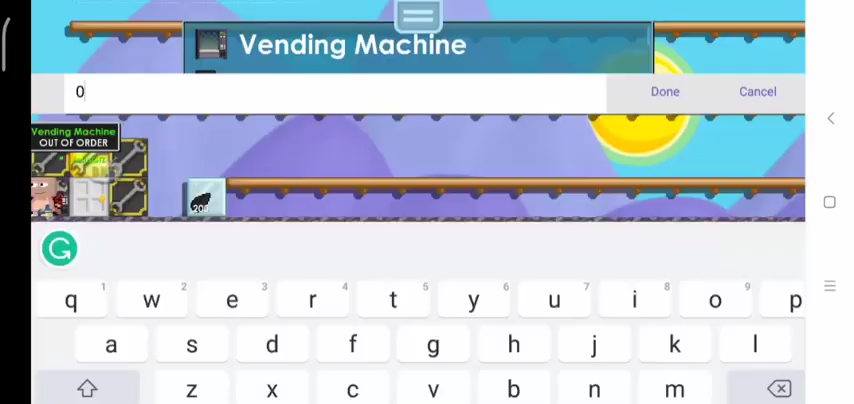 Vending Machine
0
Done
Cancel
Vending Machine
OUT OF ORDER
200
G
1 2 3 4 5 6 7 8 9
q w e r t y u i o p
a s d f g h j k l
z x c v b n m